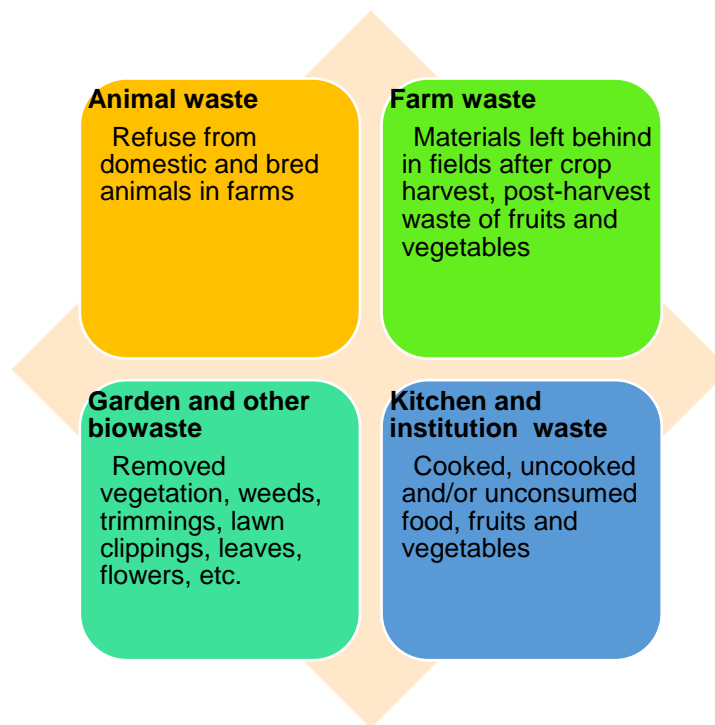 Animal waste
Refuse from
domestic and bred
animals in farms
Farm waste
Materials left behind
in fields after crop
harvest, post-harvest
waste of fruits and
vegetables
Garden and other
biowaste
Removed
vegetation, weeds,
trimmings, lawn
clippings, leaves,
flowers, etc.
Kitchen and
institution  waste
Cooked, uncooked
and/or unconsumed
food, fruits and
vegetables